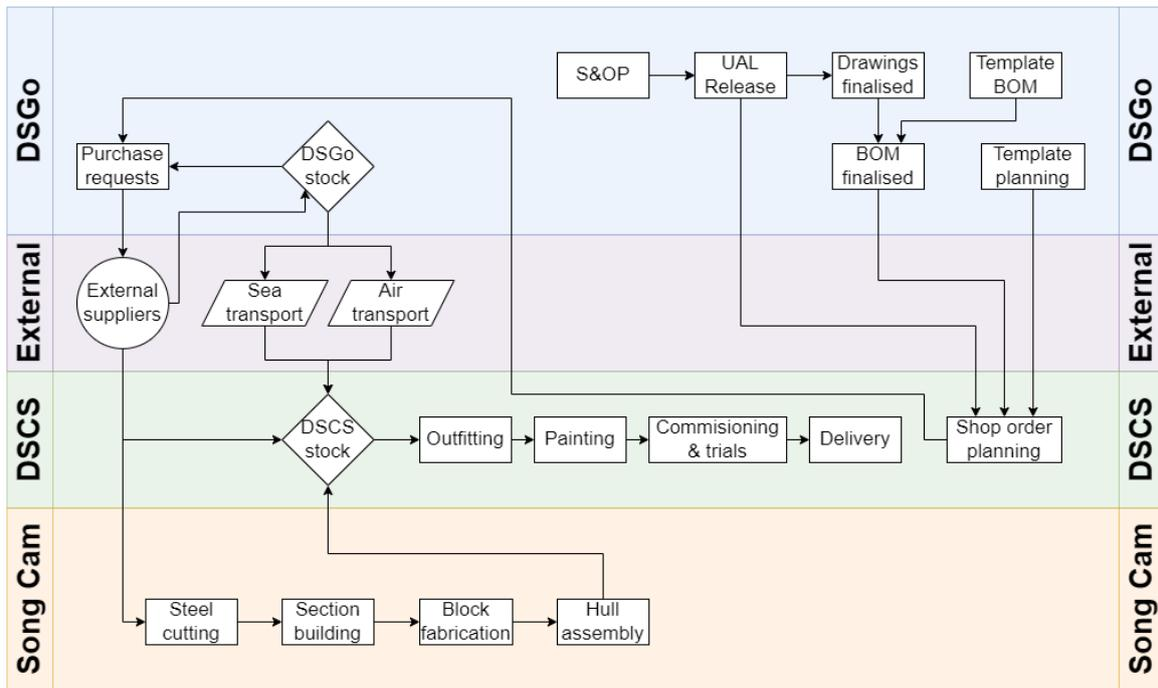 DSGo
S&OP
UAL
Release
Drawings
finalised
Template
BOM
DSGo
Purchase
requests
DSGo
stock
BOM
finalised
Template
planning
External
External
suppliers
Sea
transport
Air
transport
External
DSCS
DSCS
stock
Outfitting
Painting
Commisioning
& trials
Delivery
Shop order
planning
DSCS
Song Cam
Steel
cutting
Section
building
Block
fabrication
Hull
assembly
Song Cam